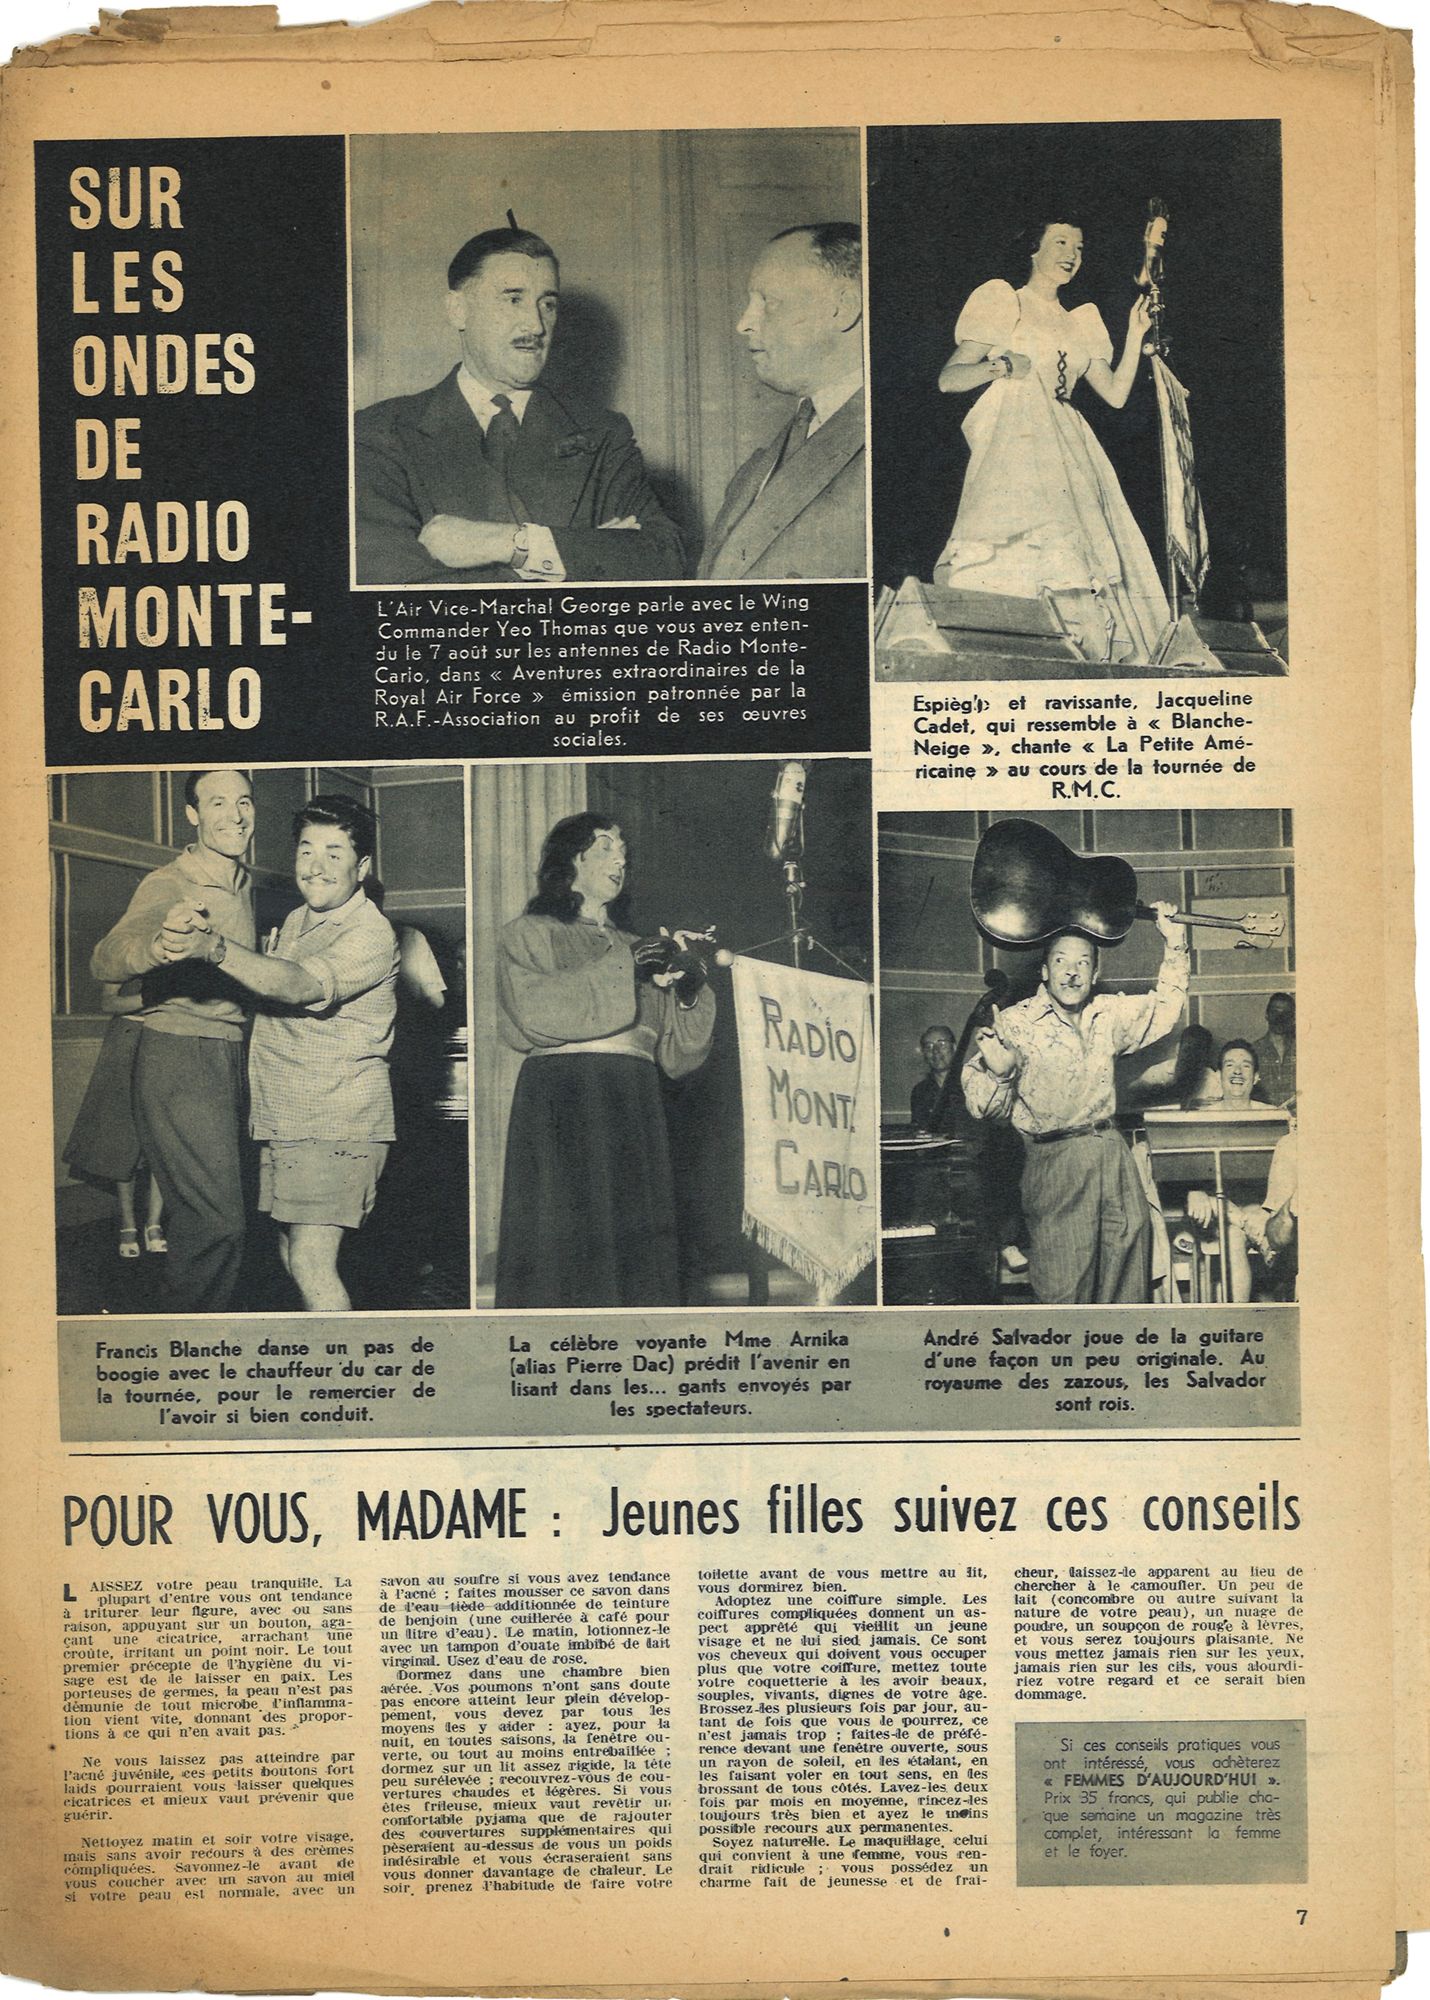 SUR
LES
ONDES
DE
RADIO
MONTE-
CARLO
L'Air Vice-Marchal George parle avec le Wing
Commander Yeo Thomas que vous avez enten-
du le 7 août sur les antennes de Radio Monte-
Carlo, dans « Aventures extraordinaires de la
Royal Air Force » émission patronnée par la
R.A.F.-Association au profit de ses œuvres
sociales.
et ravissante, Jacqueline
Cadet, qui ressemble à « Blanche-
Neige », chante « La Petite Amé-
ricaine » au cours de la tournée de
R.M.C.
RADIO
MONT
CARLO
Francis Blanche danse un pas de
boogie avec le chauffeur du car de
la tournée, pour le remercier de
l'avoir si bien conduit.
La célèbre voyante Mme Arnika
(alias Pierre Dac) prédit l'avenir en
lisant dans les... gants envoyés par
les spectateurs.
André Salvador joue de la guitare
d'une façon un peu originale. Au
royaume des zazous, les Salvador
sont rois.
POUR VOUS, MADAME : Jeunes filles suivez ces conseils
LAISSEZ votre peau tranquille. La
plupart d'entre vous ont tendance
à triturer leur figure, avec ou sans
raison, appuyant sur un bouton, aga-
çant une cicatrice, arrachant une
croûte, irritant un point noir. Le tout
premier précepte de l'hygiène du vi-
sage est de le laisser en paix. Les
porteuses de germes, la peau n'est pas
démunie de tout microbe, l'inflamma-
tion vient vite, donnant des propor-
tions à ce qui n'en avait pas.
Ne vous laissez pas atteindre par
l'acné juvénile, ces petits boutons fort
laids pourraient vous laisser quelques
cicatrices et mieux vaut prévenir que
guérir.
Nettoyez matin et soir votre visage,
mais sans avoir recours à des crèmes
compliquées. Savonnez-le avant de
vous coucher avec un savon au miel
si votre peau est normale, avec un
savon au soufre si vous avez tendance
à l'acné ; faites mousser ce savon dans
de l'eau tiède additionnée de teinture
de benjoin (une cuillerée à café pour
un litre d'eau). Le matin, lotionnez-le
avec un tampon d'ouate imbibé de lait
virginal. Usez d'eau de rose.
Dormez dans une chambre bien
aérée. Vos poumons n'ont sans doute
pas encore atteint leur plein dévelop-
pement, vous devez par tous les
moyens les y aider : ayez, pour la
nuit, en toutes saisons, la fenêtre ou-
verte, ou tout au moins entrebaillée ;
dormez sur un lit assez rigide, la tête
peu surélevée ; recouvrez-vous de cou-
vertures chaudes et légères. Si vous
êtes frileuse, mieux vaut revêtir un
confortable pyjama que de rajouter
des couvertures supplémentaires qui
pèseraient au-dessus de vous un poids
indésirable et vous écraseraient sans
vous donner davantage de chaleur. Le
soir, prenez l'habitude de faire votre
toilette avant de vous mettre au lit,
vous dormirez bien.
Adoptez une coiffure simple. Les
coiffures compliquées donnent un as-
pect apprêté qui vieillit un jeune
visage et ne lui sied jamais. Ce sont
vos cheveux qui doivent vous occuper
plus que votre coiffure, mettez toute
votre coquetterie à les avoir beaux,
souples, vivants, dignes de votre âge.
Brossez-les plusieurs fois par jour, au-
tant de fois que vous le pourrez, ce
n'est jamais trop ; faites-le de préfé-
rence devant une fenêtre ouverte, sous
un rayon de soleil, en les étalant, en
les faisant voler en tout sens, en les
brossant de tous côtés. Lavez-les deux
fois par mois en moyenne, rincez-les
toujours très bien et ayez le moins
possible recours aux permanentes.
Soyez naturelle. Le maquillage, celui
qui convient à une femme, vous ren-
drait ridicule ; vous possédez un
charme fait de jeunesse et de fraî-
cheur, laissez-le apparent au lieu de
chercher à le camoufler. Un peu de
lait (concombre ou autre suivant la
nature de votre peau), un nuage de
poudre, un soupçon de rouge à lèvres,
et vous serez toujours plaisante. Ne
vous mettez jamais rien sur les yeux,
jamais rien sur les cils, vous alourdi-
riez votre regard et ce serait bien
dommage.
Si ces conseils pratiques vous
ont intéressé, vous achèterez
« FEMMES D'AUJOURD'HUI ».
Prix 35 francs, qui publie cha-
que semaine un magazine très
complet, intéressant la femme
et le foyer.
7